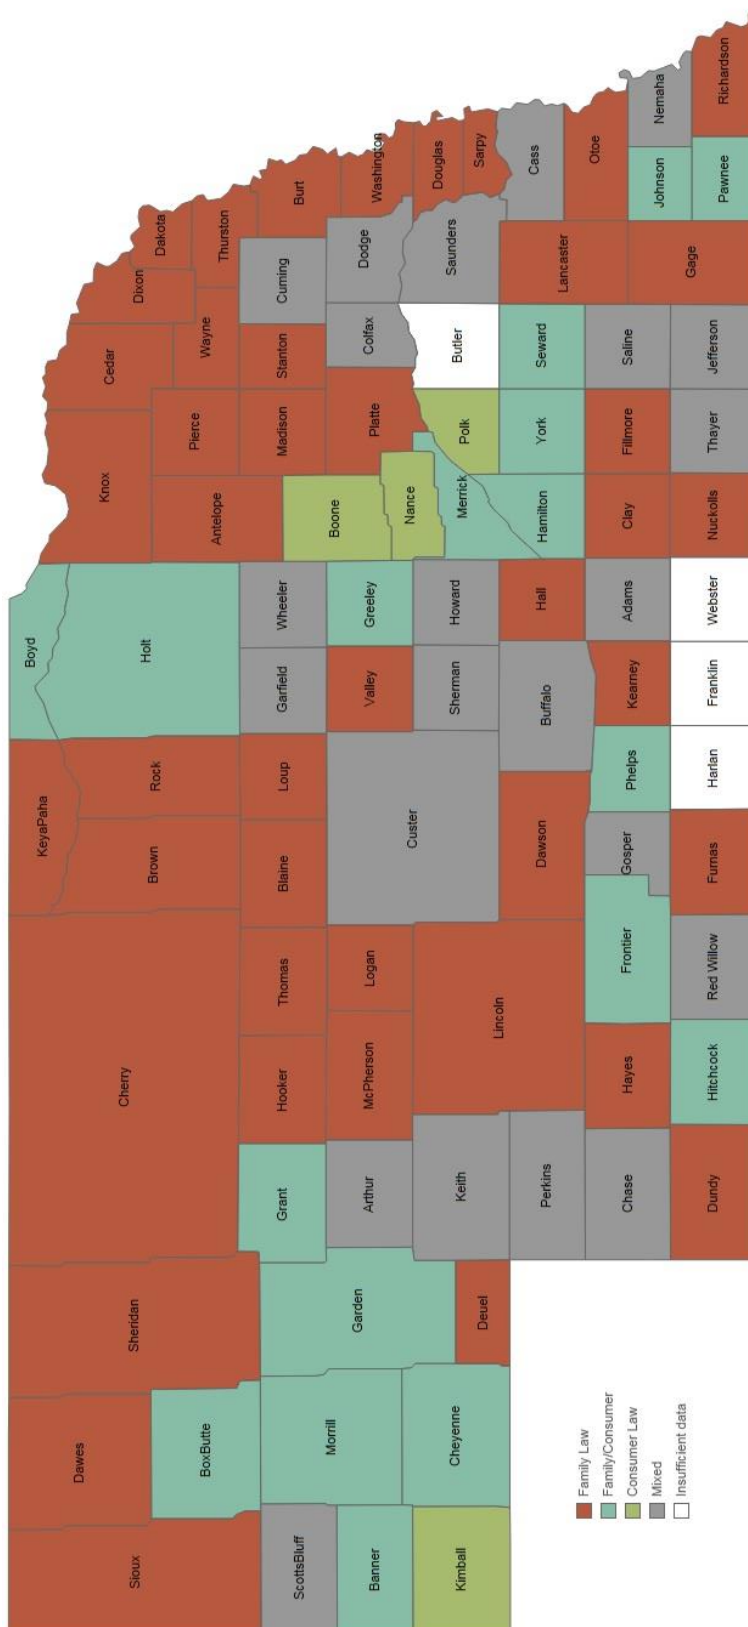 Sioux
Dawes
Sheridan
Cherry
KeyaPaha
Boyd
BoxButte
Brown
Rock
Holt
Knox
Cedar
Dixon
Dakota
Antelope
Pierce
Wayne
Thurston
ScottsBluff
Morrill
Garden
Grant
Hooker
Thomas
Blaine
Loup
Garfield
Wheeler
Boone
Madison
Stanton
Cuming
Burt
Banner
Arthur
McPherson
Logan
Custer
Valley
Greeley
Nance
Platte
Colfax
Dodge
Washington
Kimball
Cheyenne
Deuel
Keith
Lincoln
Sherman
Howard
Merrick
Polk
Butler
Saunders
Douglas
Sarpy
Perkins
Dawson
Buffalo
Hall
Hamilton
York
Seward
Lancaster
Cass
Otoe
Chase
Hayes
Frontier
Gosper
Phelps
Kearney
Adams
Clay
Fillmore
Saline
Gage
Johnson
Nemaha
Dundy
Hitchcock
Red Willow
Furnas
Harlan
Franklin
Webster
Nuckolls
Thayer
Jefferson
Pawnee
Richardson
Family Law
Family/Consumer
Consumer Law
Mixed
Insufficient data